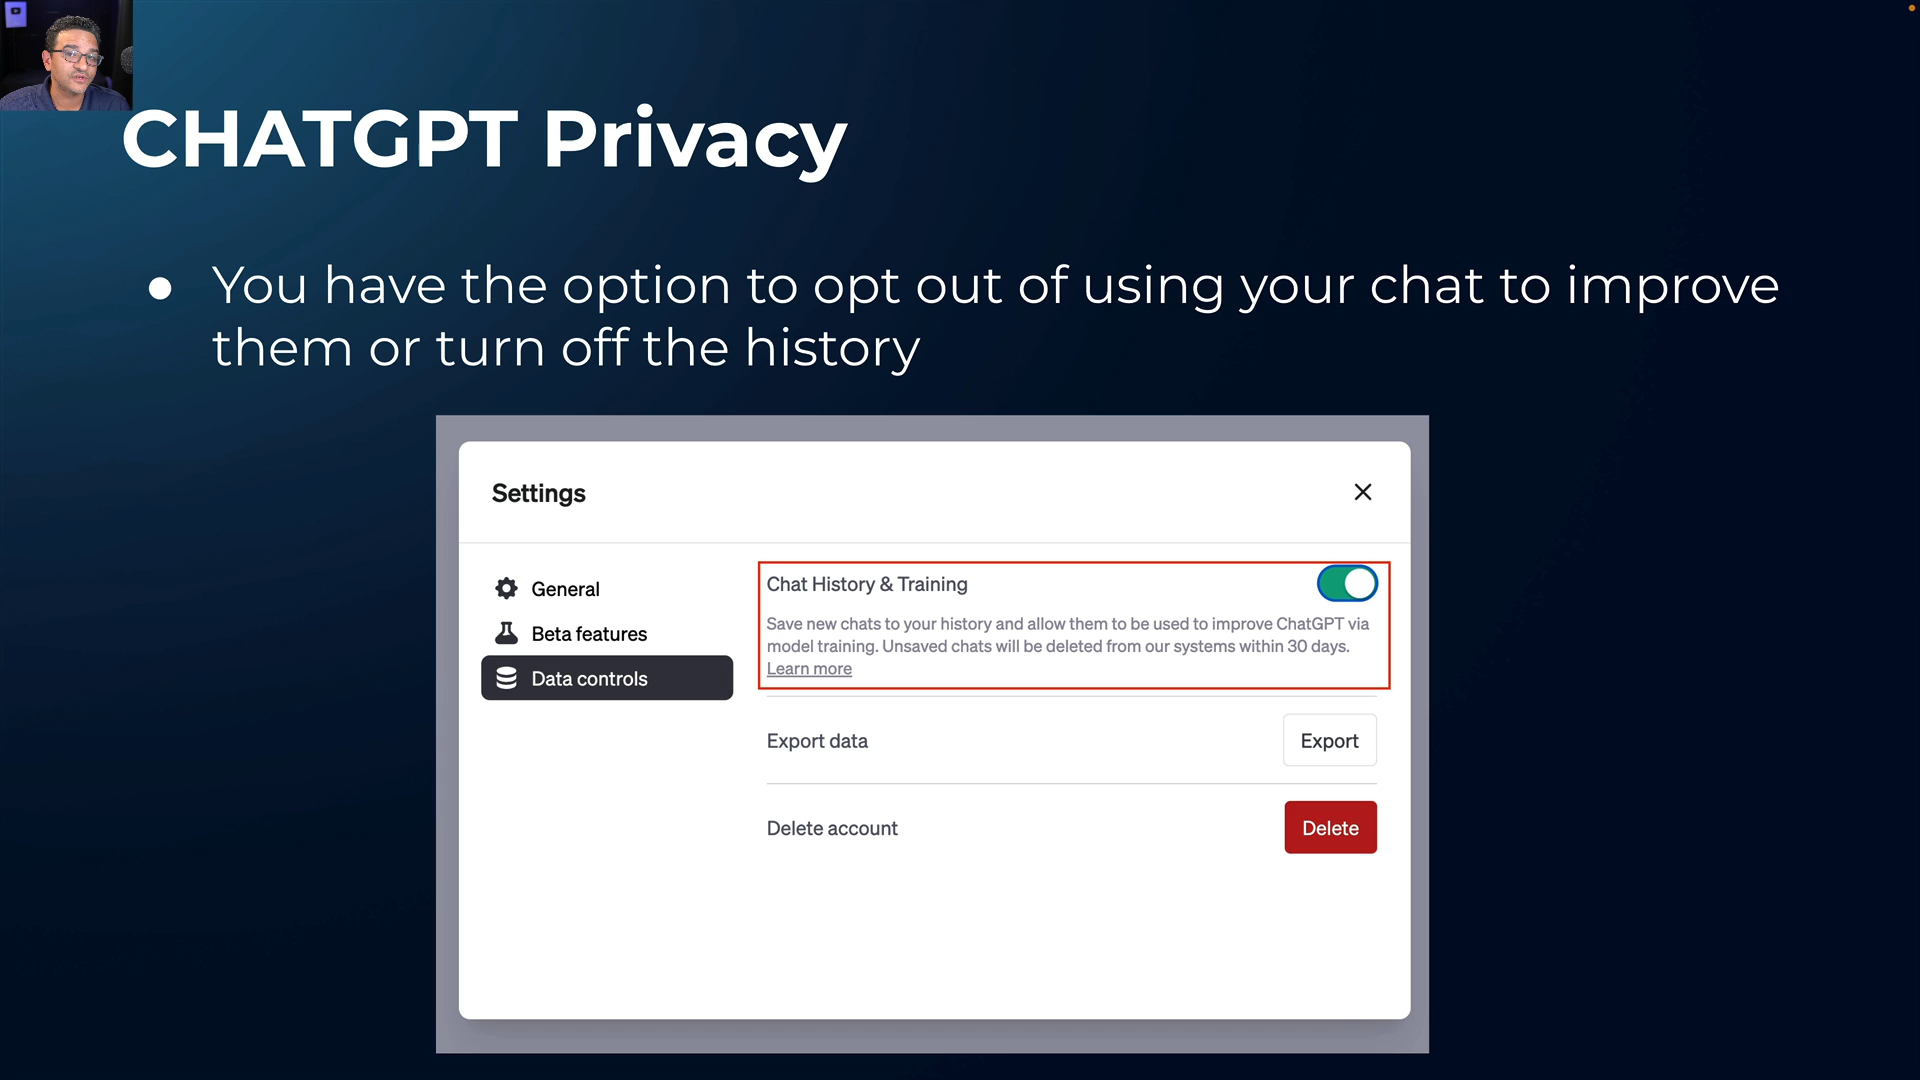 CHATGPT Privacy
● You have the option to opt out of using your chat to improve
them or turn off the history
Settings
General
Beta features
Data controls
Chat History & Training
Save new chats to your history and allow them to be used to improve ChatGPT via
model training. Unsaved chats will be deleted from our systems within 30 days.
Learn more
Export data
Export
Delete account
Delete